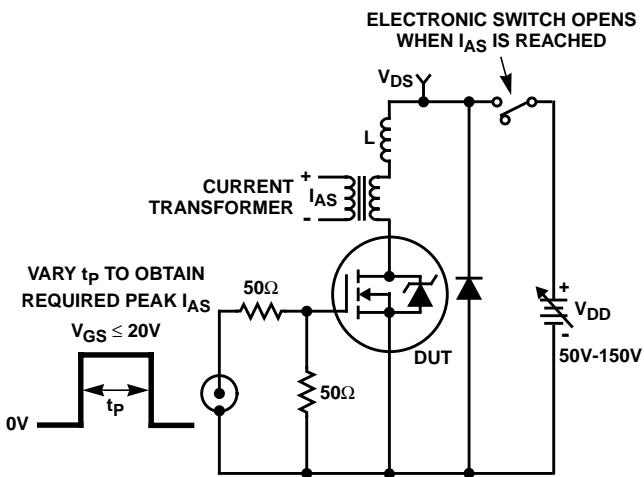 ELECTRONIC SWITCH OPENS
WHEN IAS IS REACHED
VDS
L
+
CURRENT
TRANSFORMER
IAS
-
VARY tP TO OBTAIN
REQUIRED PEAK IAS
50Ω
VGS ≤ 20V
+
VDD
-
DUT
50V-150V
50Ω
tP
0V